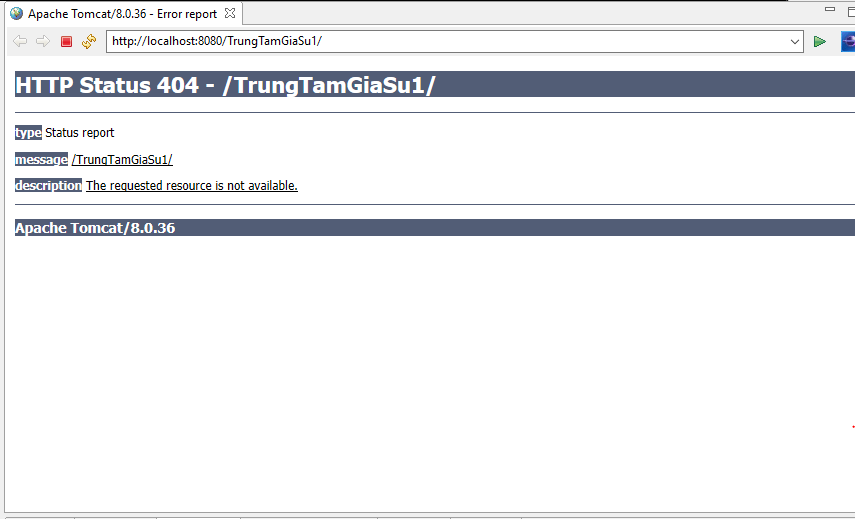 Apache Tomcat/8.0.36 - Error report
http://localhost:8080/TrungTamGiaSu1/
HTTP Status 404 - /TrungTamGiaSu1/
type Status report
message /TrungTamGiaSu1/
description The requested resource is not available.
Apache Tomcat/8.0.36